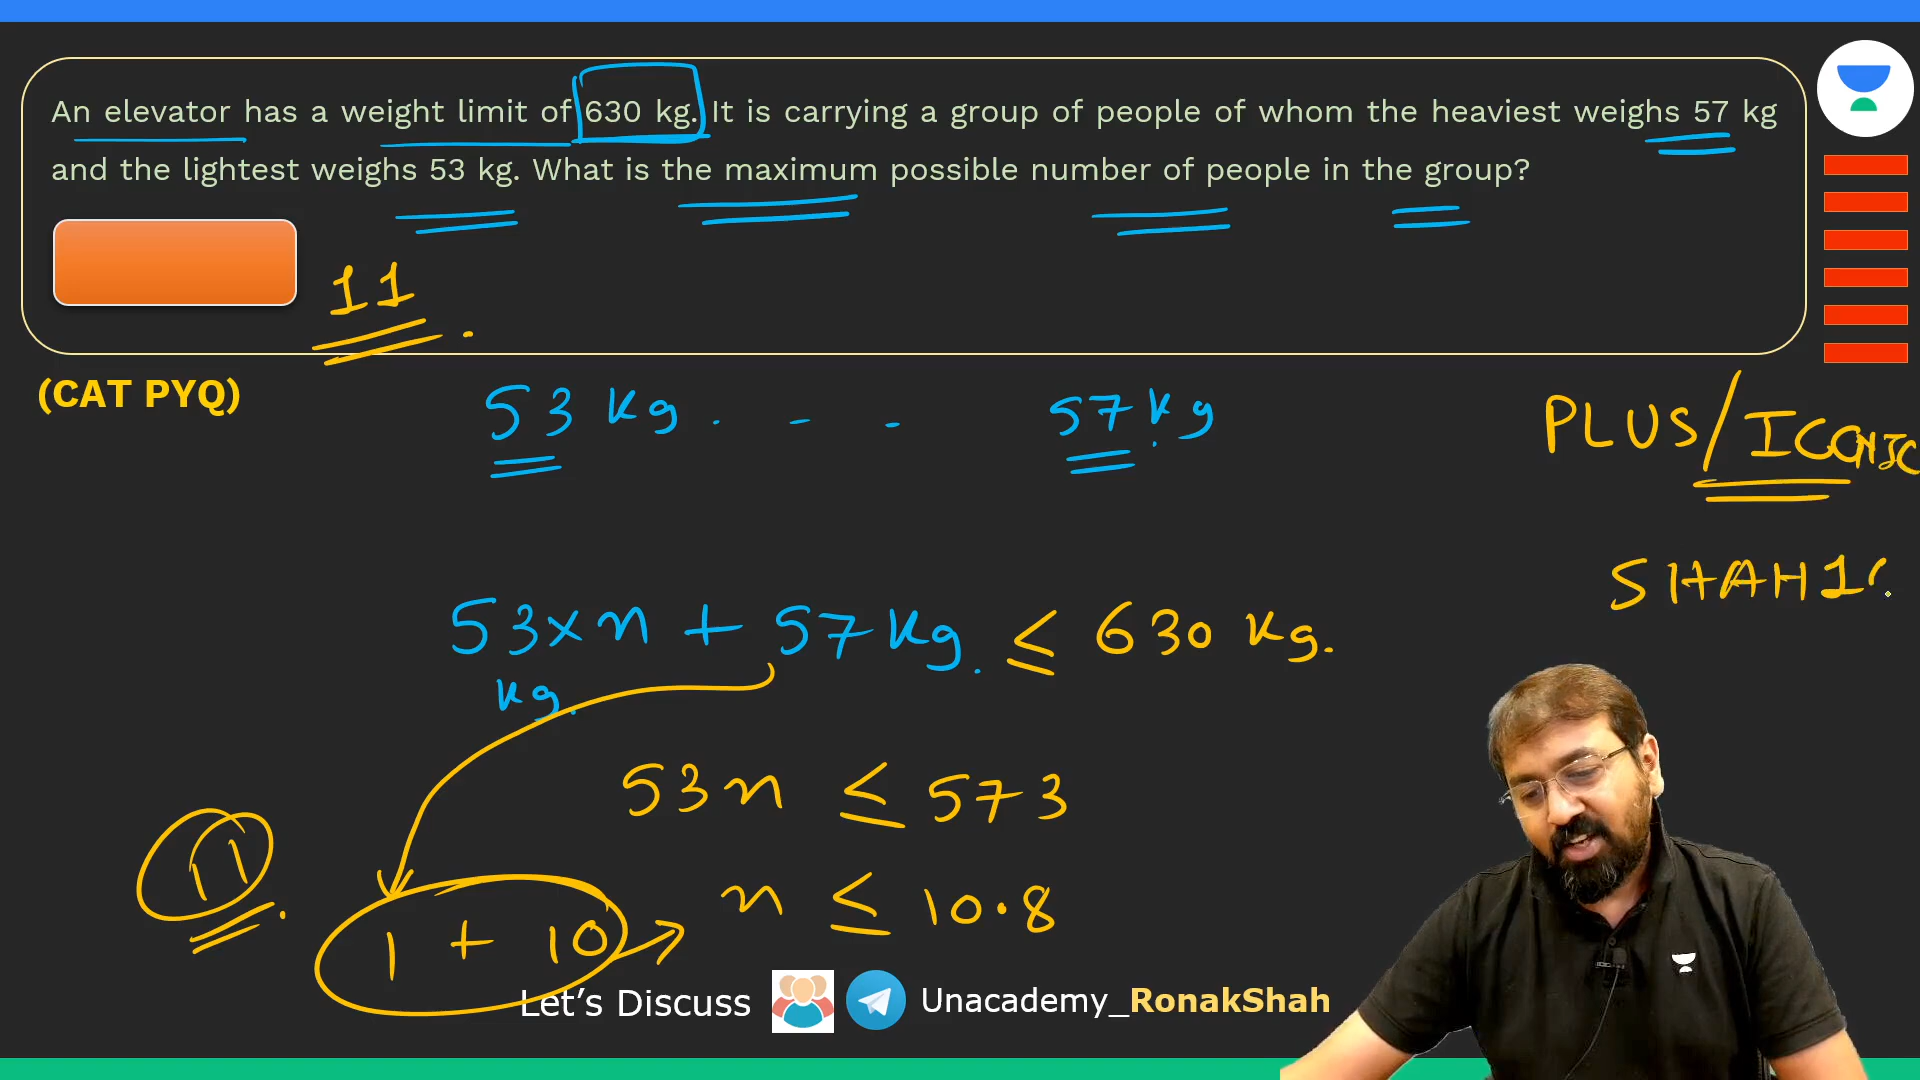 An elevator has a weight limit of 630 kg. It is carrying a group of people of whom the heaviest weighs 57 kg
and the lightest weighs 53 kg. What is the maximum possible number of people in the group?
11
(CAT PYQ)
53 kg . - - 57 kg
PLUS/ICONIC
SHAH1
53 x n + 57 kg. ≤ 630 kg.
kg.
53n ≤ 573
11.
n ≤ 10.8
1 + 10
Let’s Discuss
Unacademy_RonakShah